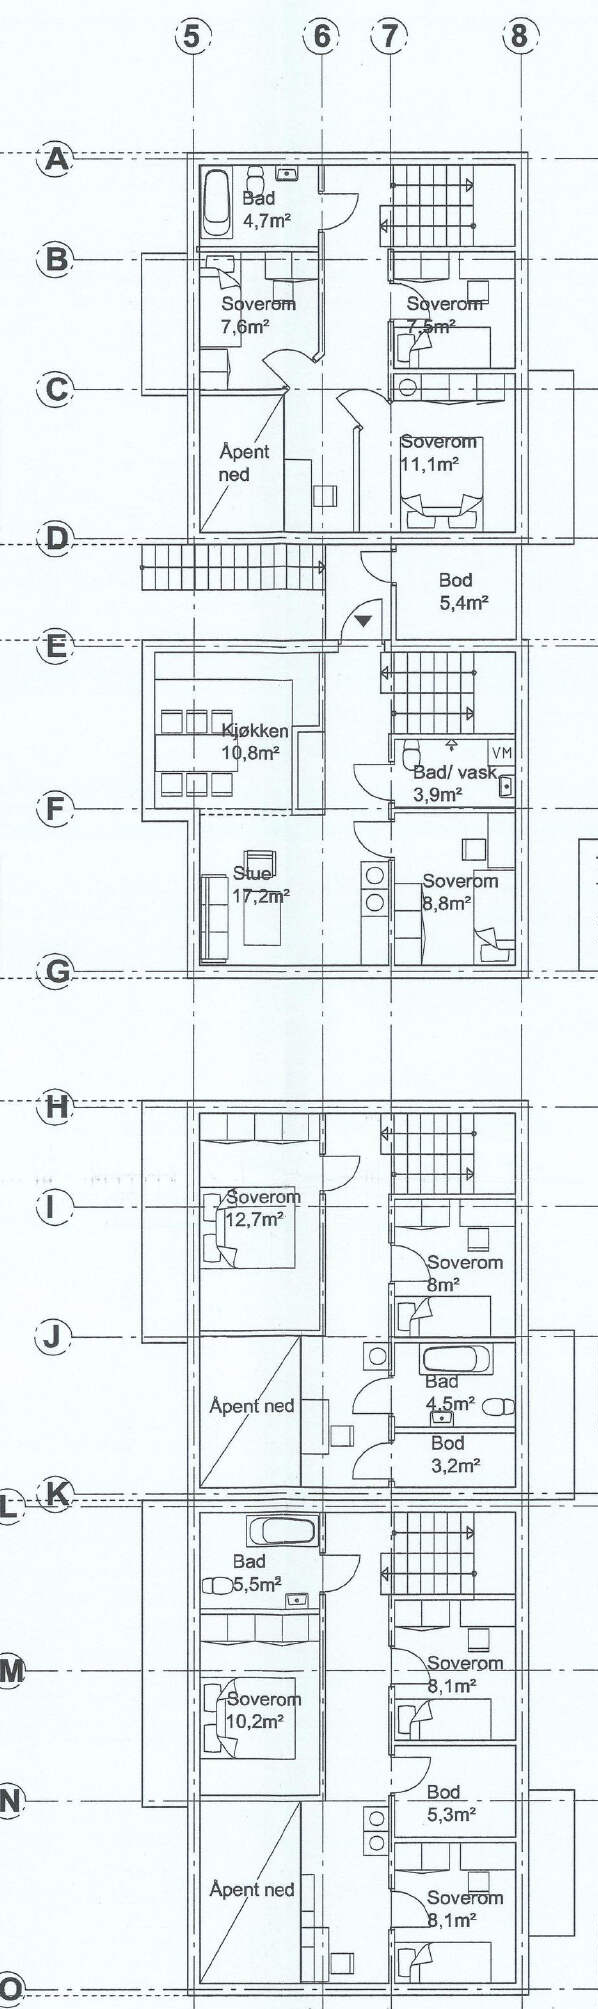 5 6 7 8
A
Bad
4,7m²
B
Soverom
7,6m²
Soverom
7,5m²
C
Soverom
11,1m²
Åpent
ned
D
Bod
5,4m²
E
Kjøkken
10,8m²
VM
Bad/ vask
3,9m²
F
Stue
17,2m²
Soverom
8,8m²
G
H
I
Soverom
12,7m²
Soverom
8m²
J
Bad
4,5m²
Åpent ned
Bod
3,2m²
K
L
Bad
5,5m²
M
Soverom
8,1m²
Soverom
10,2m²
N
Bod
5,3m²
Åpent ned
Soverom
8,1m²
O